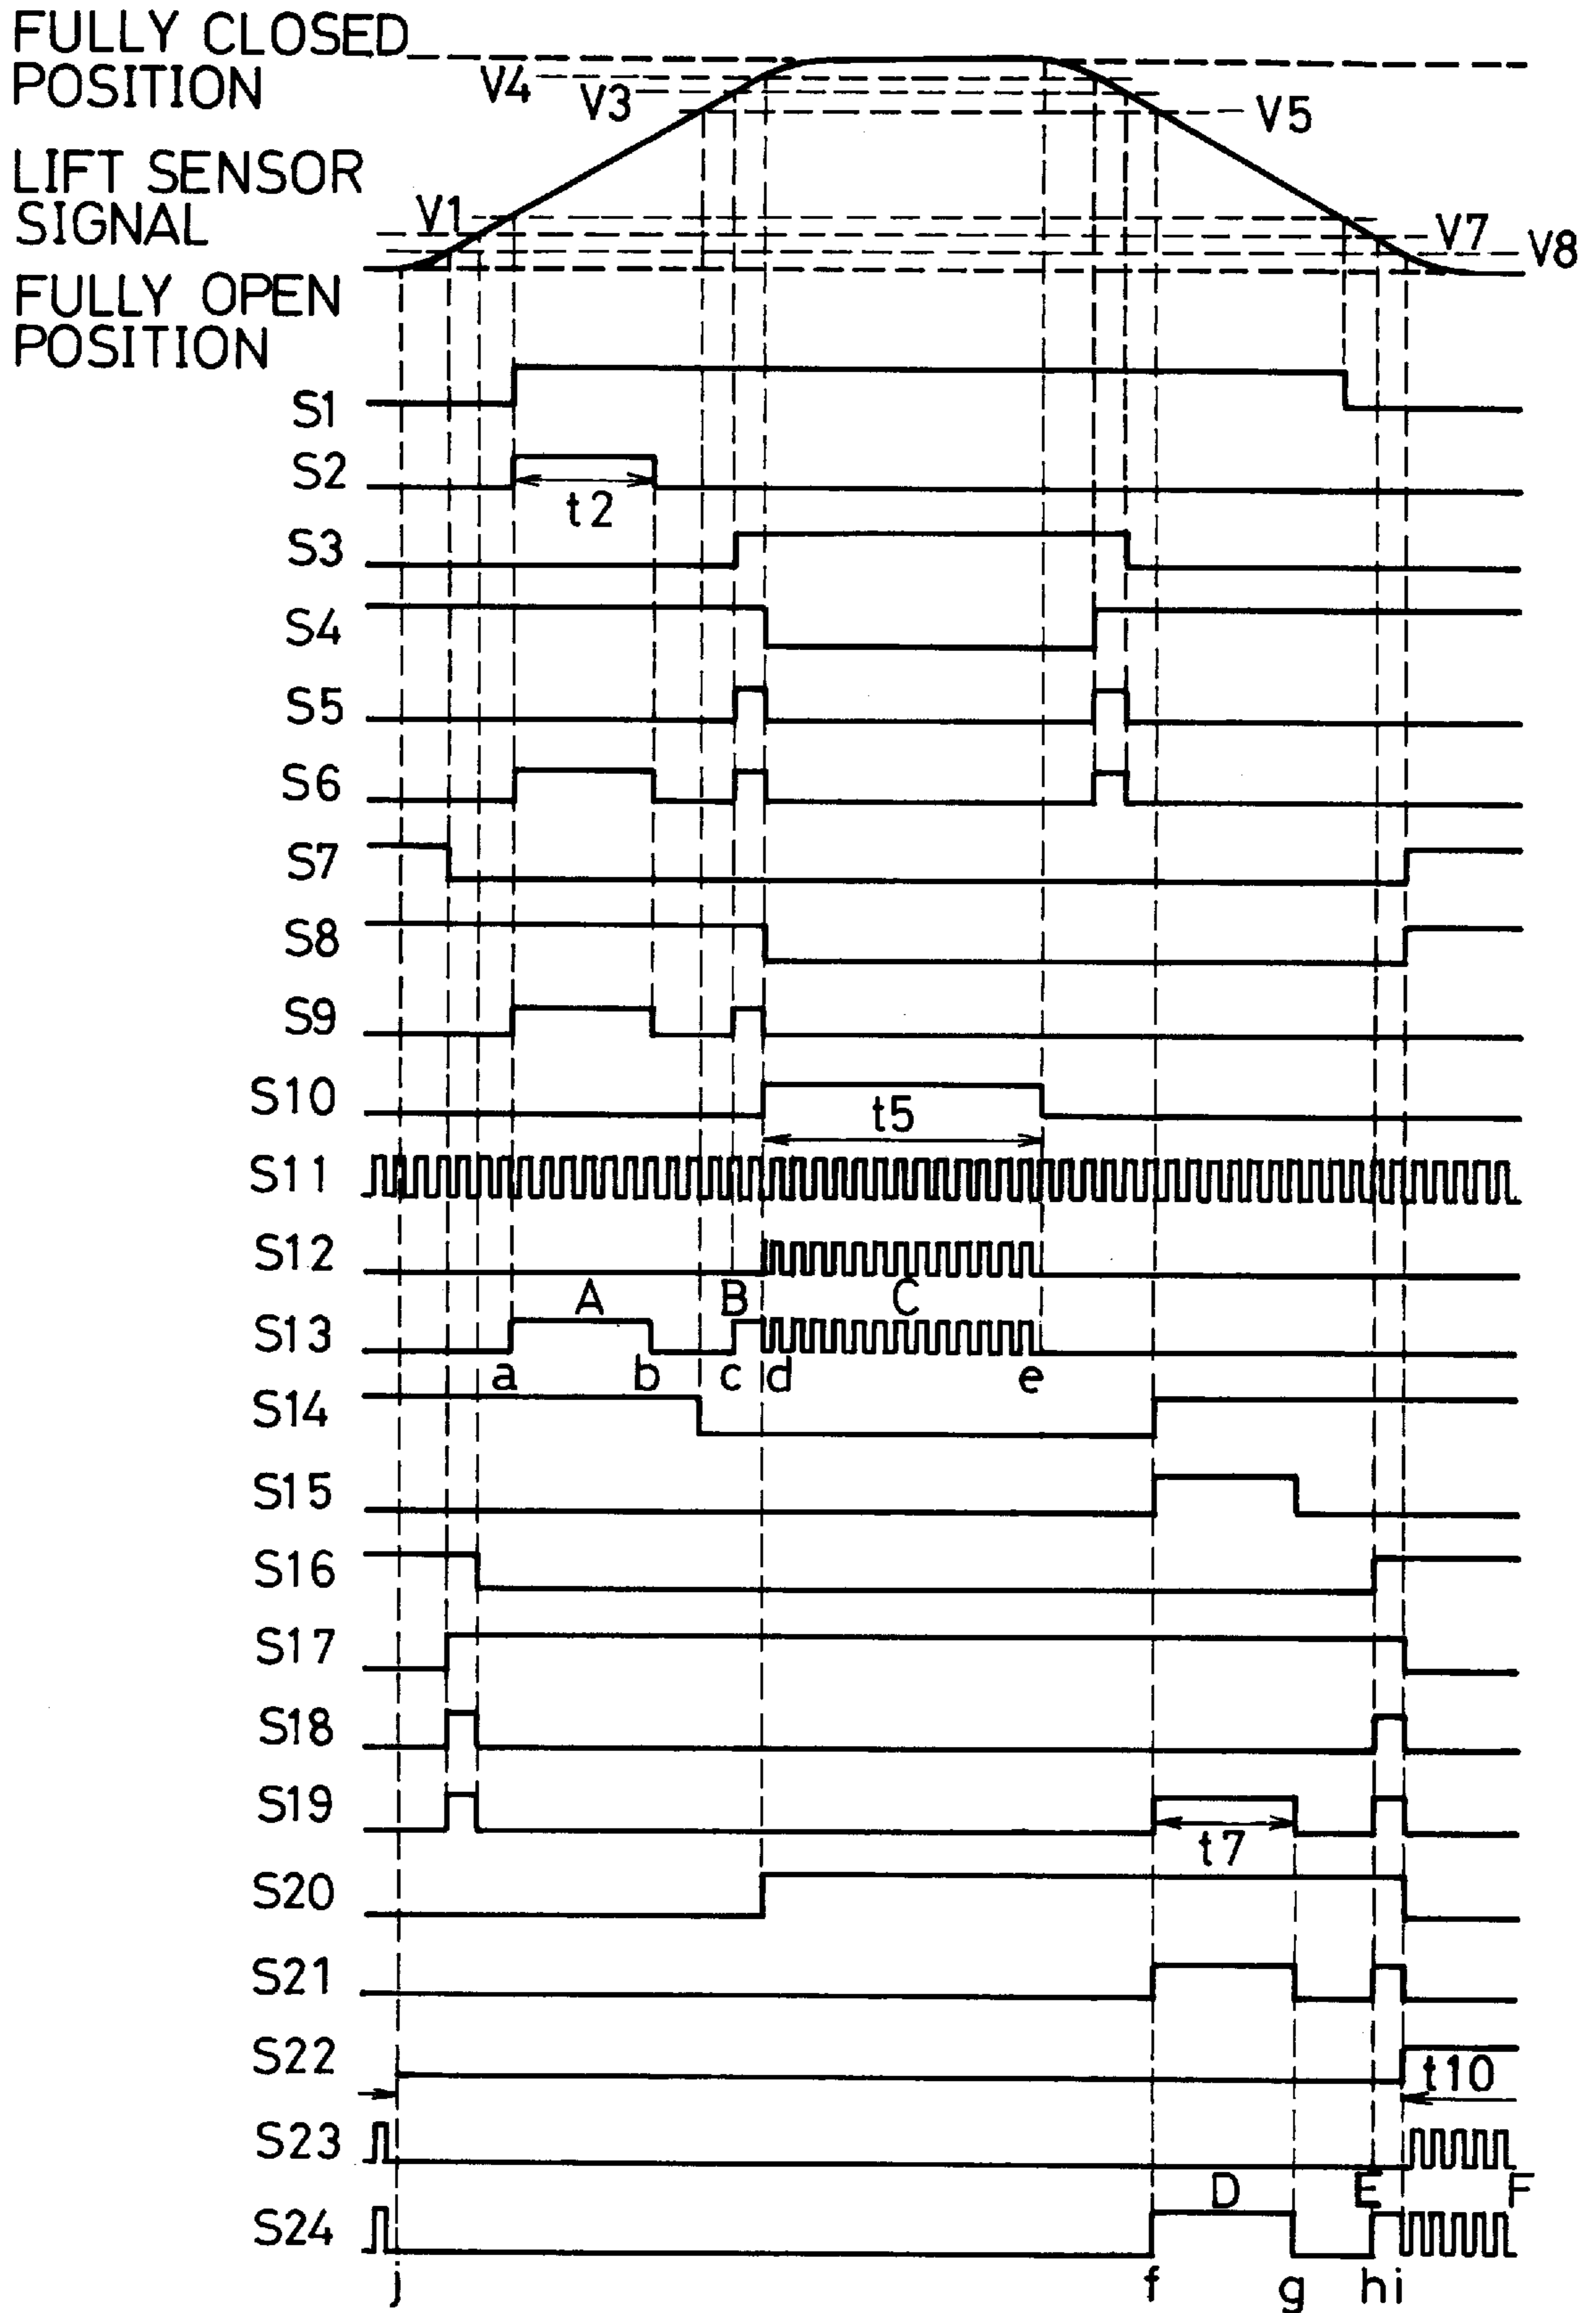 FULLY CLOSED
POSITION
V4
V3
V5
LIFT SENSOR
SIGNAL
V1
V7
V8
FULLY OPEN
POSITION
S1
S2
t2
S3
S4
S5
S6
S7
S8
S9
S10
t5
S11
S12
A B C
S13
a b c d e
S14
S15
S16
S17
S18
S19
t7
S20
S21
S22
t10
S23
D E F
S24
j f g h i